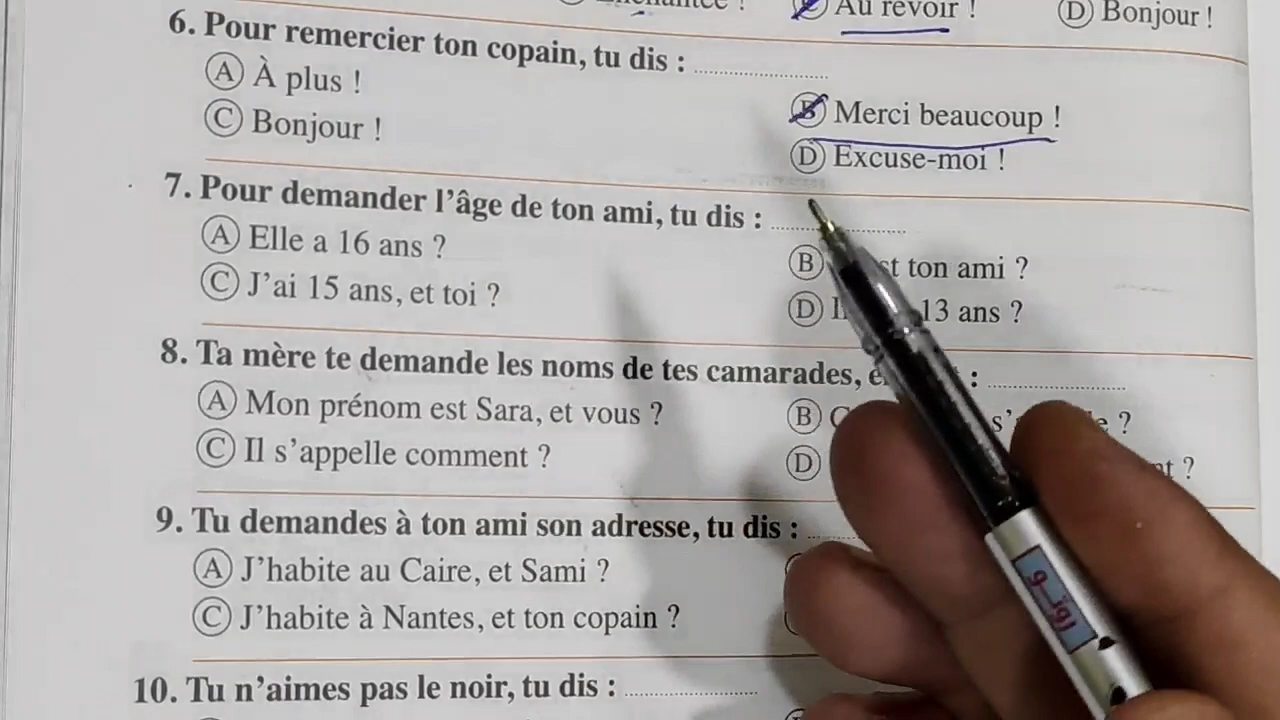 Au revoir !
D Bonjour !
6. Pour remercier ton copain, tu dis : ....................
A À plus !
B Merci beaucoup !
C Bonjour !
D Excuse-moi !
7. Pour demander l'âge de ton ami, tu dis : ....................
A Elle a 16 ans ?
B ton ami ?
C J'ai 15 ans, et toi ?
D 13 ans ?
8. Ta mère te demande les noms de tes camarades, : ....................
A Mon prénom est Sara, et vous ?
B ?
C Il s'appelle comment ?
D ?
9. Tu demandes à ton ami son adresse, tu dis : ........
A J'habite au Caire, et Sami ?
C J'habite à Nantes, et ton copain ?
10. Tu n'aimes pas le noir, tu dis : ....................
روتـو